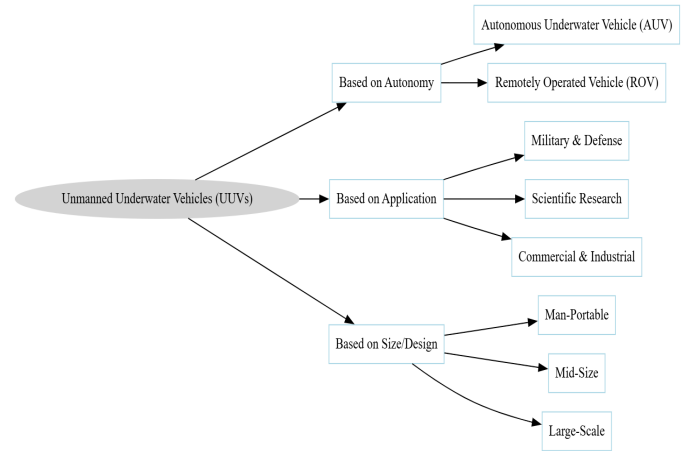 Unmanned Underwater Vehicles (UUVs)
Based on Autonomy
Autonomous Underwater Vehicle (AUV)
Remotely Operated Vehicle (ROV)
Based on Application
Military & Defense
Scientific Research
Commercial & Industrial
Based on Size/Design
Man-Portable
Mid-Size
Large-Scale